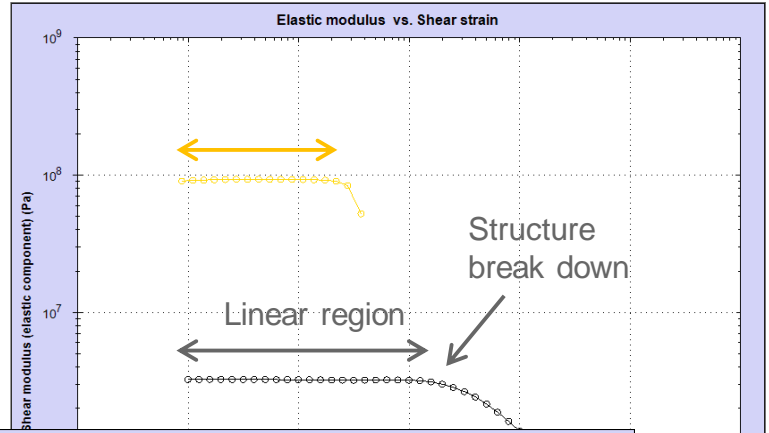 Elastic modulus vs. Shear strain
10⁹
10⁸
10⁷
Shear modulus (elastic component) (Pa)
Structure
break down
Linear region